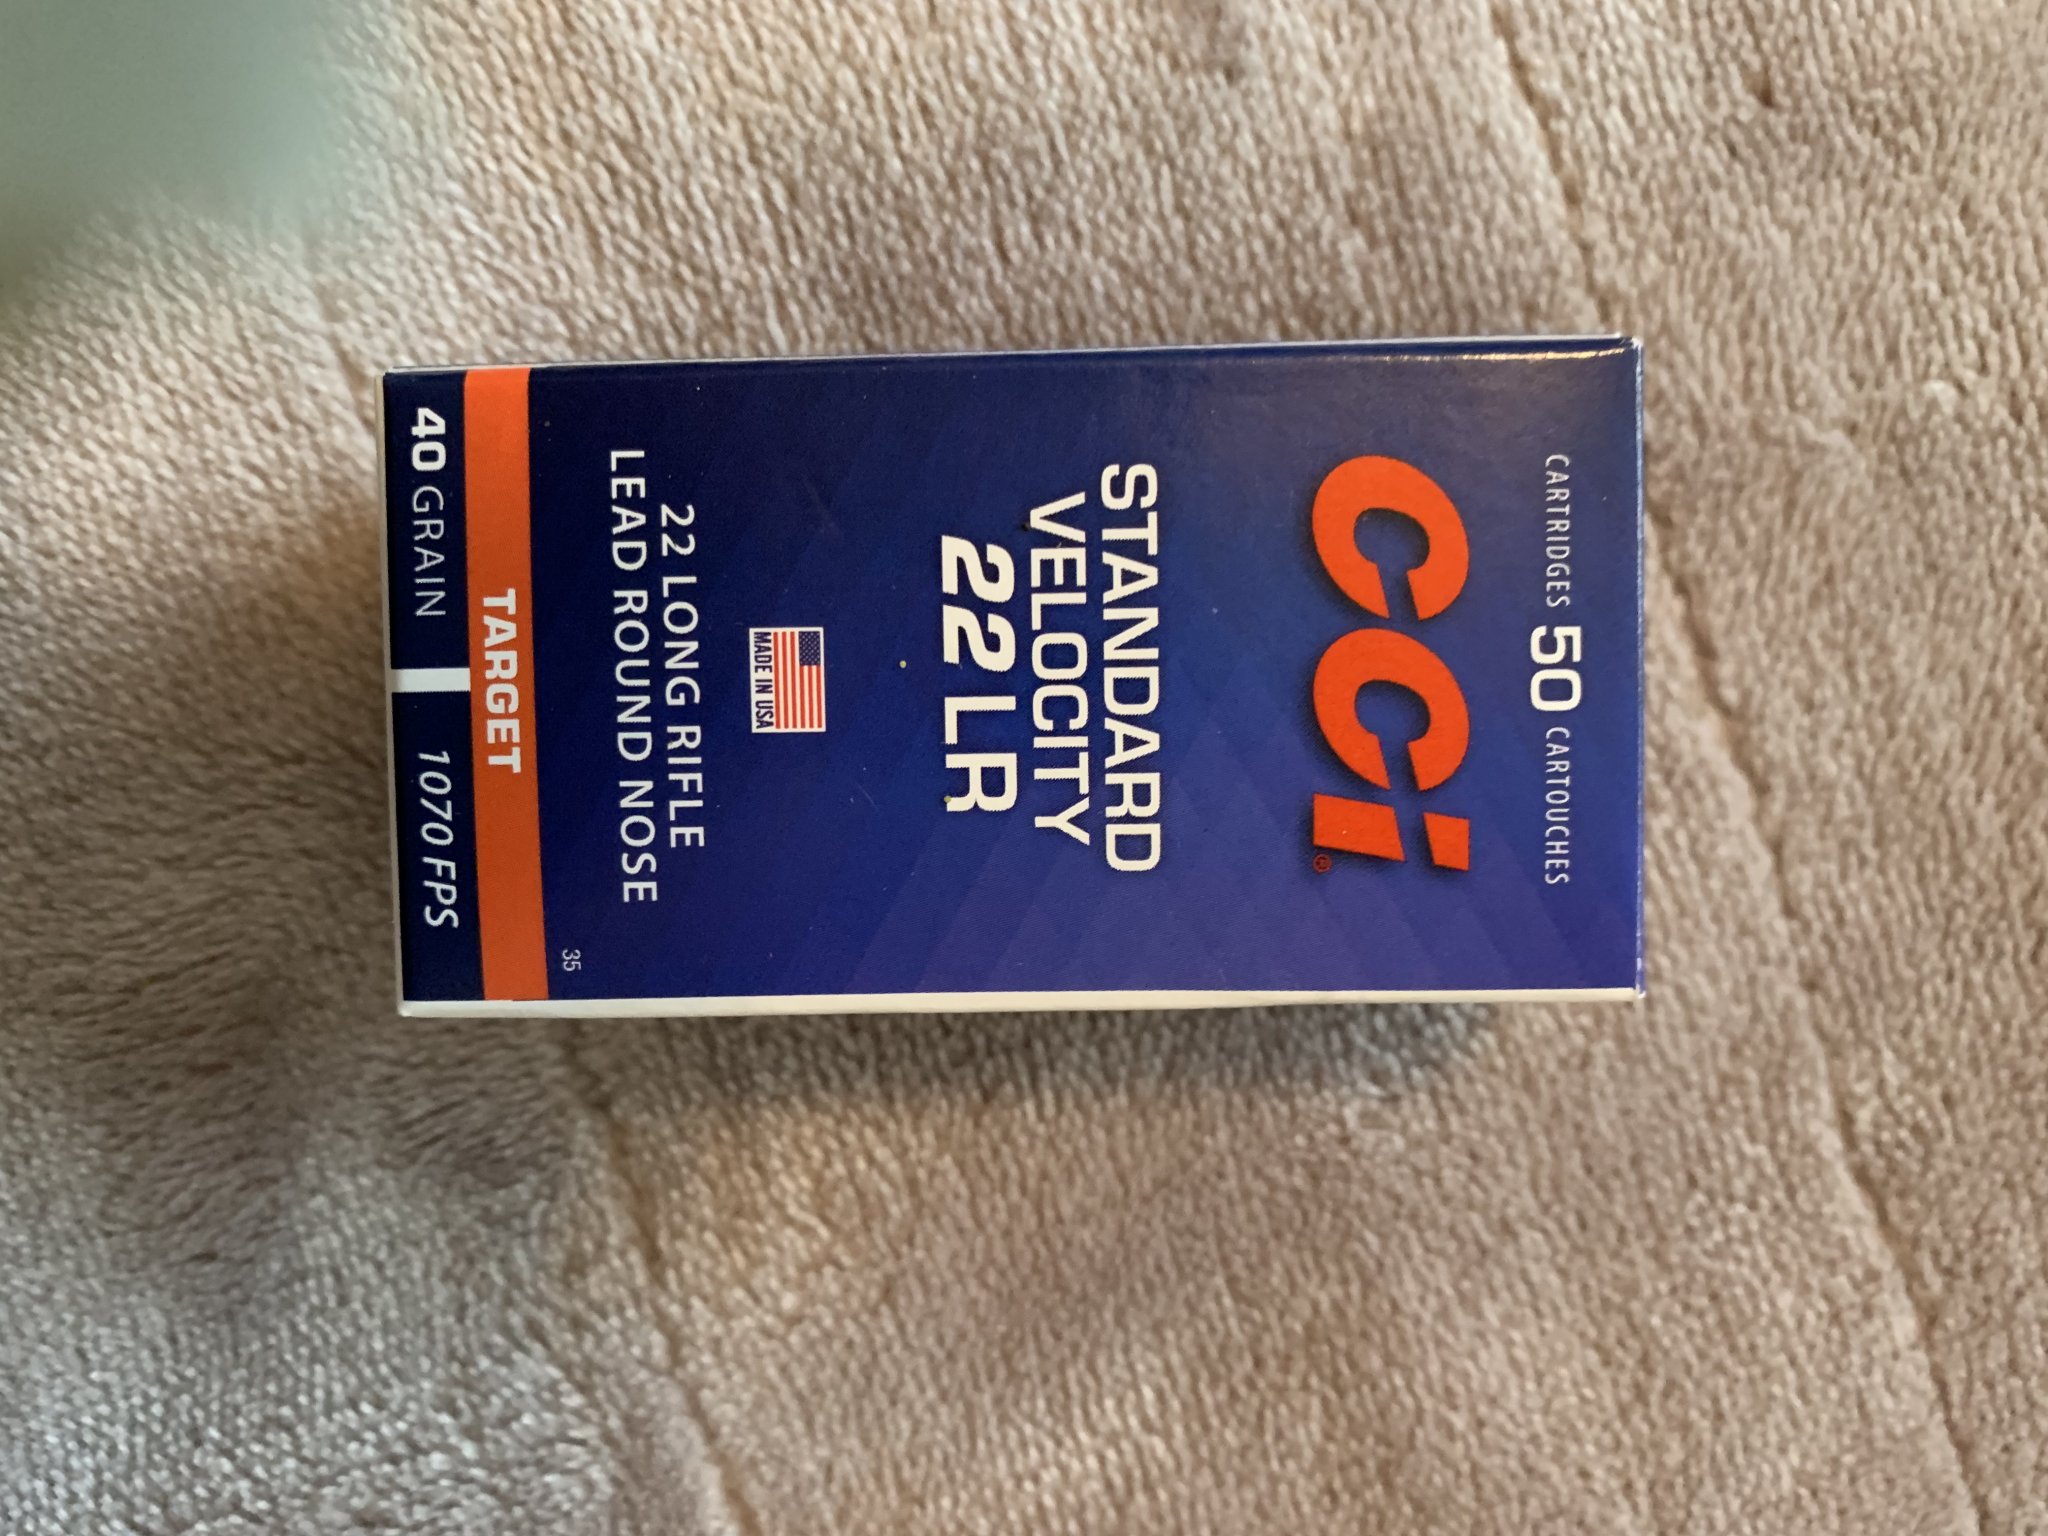 CARTRIDGES 50 CARTOUCHES
CCI®
STANDARD
VELOCITY
22 LR
MADE IN USA
22 LONG RIFLE
LEAD ROUND NOSE
35
TARGET
40 GRAIN 1070 FPS